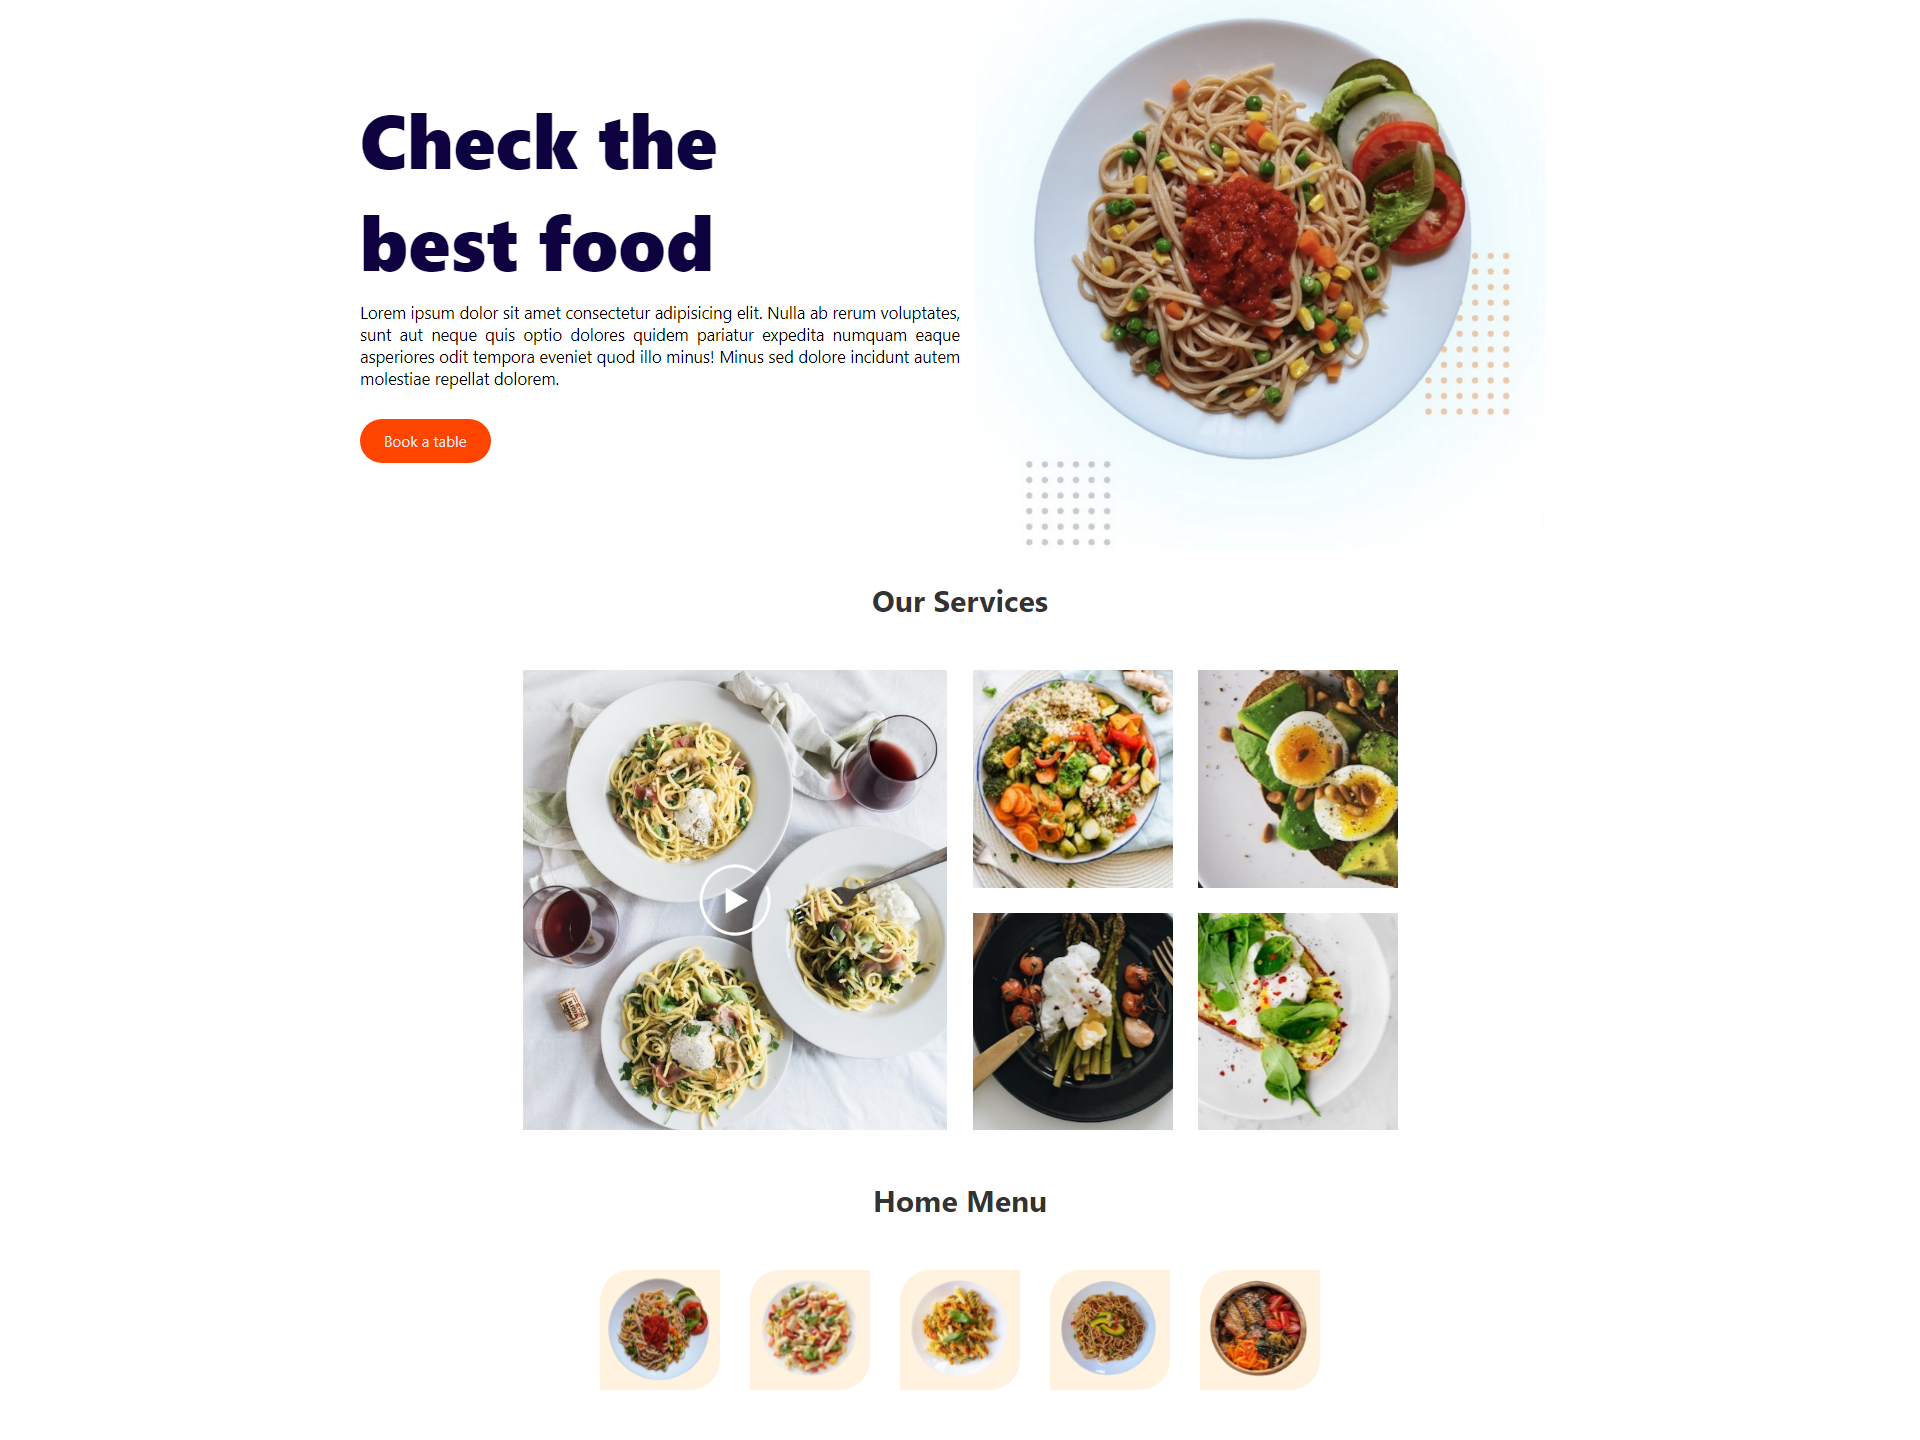 Check the
best food
Lorem ipsum dolor sit amet consectetur adipisicing elit. Nulla ab rerum voluptates,
sunt aut neque quis optio dolores quidem pariatur expedita numquam eaque
asperiores odit tempora eveniet quod illo minus! Minus sed dolore incidunt autem
molestiae repellat dolorem.
Book a table
Our Services
Home Menu